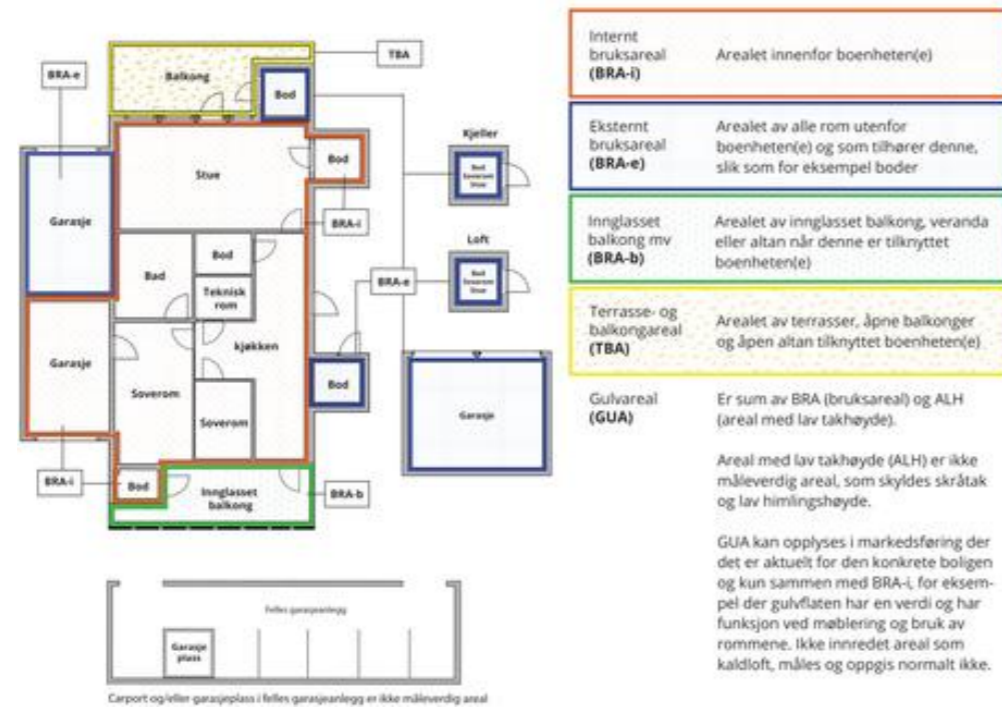 TBA
BRA-e
Balkong
Bod
Kjeller
Bod
Soverom
Stue
Stue
Bod
Garasje
BRA-i
Loft
Bod
Soverom
Stue
Bad
Bod
Teknisk
rom
BRA-e
Garasje
kjøkken
Soverom
Soverom
Bod
Garasje
BRA-i
Bod
Innglasset
balkong
BRA-b
Felles garasjeanlegg
Garasje
plass
Carport og/eller garasjeplass i felles garasjeanlegg er ikke måleverdig areal
Internt
bruksareal
(BRA-i)
Arealet innenfor boenheten(e)
Eksternt
bruksareal
(BRA-e)
Arealet av alle rom utenfor
boenheten(e) og som tilhører denne,
slik som for eksempel boder
Innglasset
balkong mv
(BRA-b)
Arealet av innglasset balkong, veranda
eller altan når denne er tilknyttet
boenheten(e)
Terrasse- og
balkongareal
(TBA)
Arealet av terrasser, åpne balkonger
og åpen altan tilknyttet boenheten(e)
Gulvareal
(GUA)
Er sum av BRA (bruksareal) og ALH
(areal med lav takhøyde).
Areal med lav takhøyde (ALH) er ikke
måleverdig areal, som skyldes skråtak
og lav himlingshøyde.
GUA kan opplyses i markedsføring der
det er aktuelt for den konkrete boligen
og kun sammen med BRA-i, for eksem-
pel der gulvflaten har en verdi og har
funksjon ved møblering og bruk av
rommene. Ikke innredet areal som
kaldloft, måles og oppgis normalt ikke.